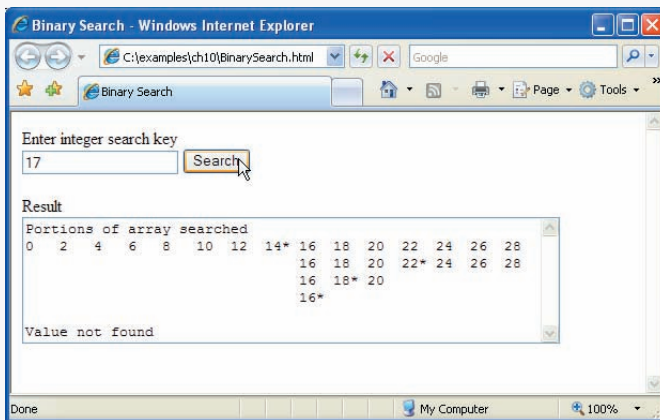 Binary Search - Windows Internet Explorer
C:\examples\ch10\BinarySearch.html Google
Binary Search Page Tools »
Enter integer search key
17 Search
Result
Portions of array searched
0 2 4 6 8 10 12 14* 16 18 20 22 24 26 28
16 18 20 22* 24 26 28
16 18* 20
16*
Value not found
Done My Computer 100%